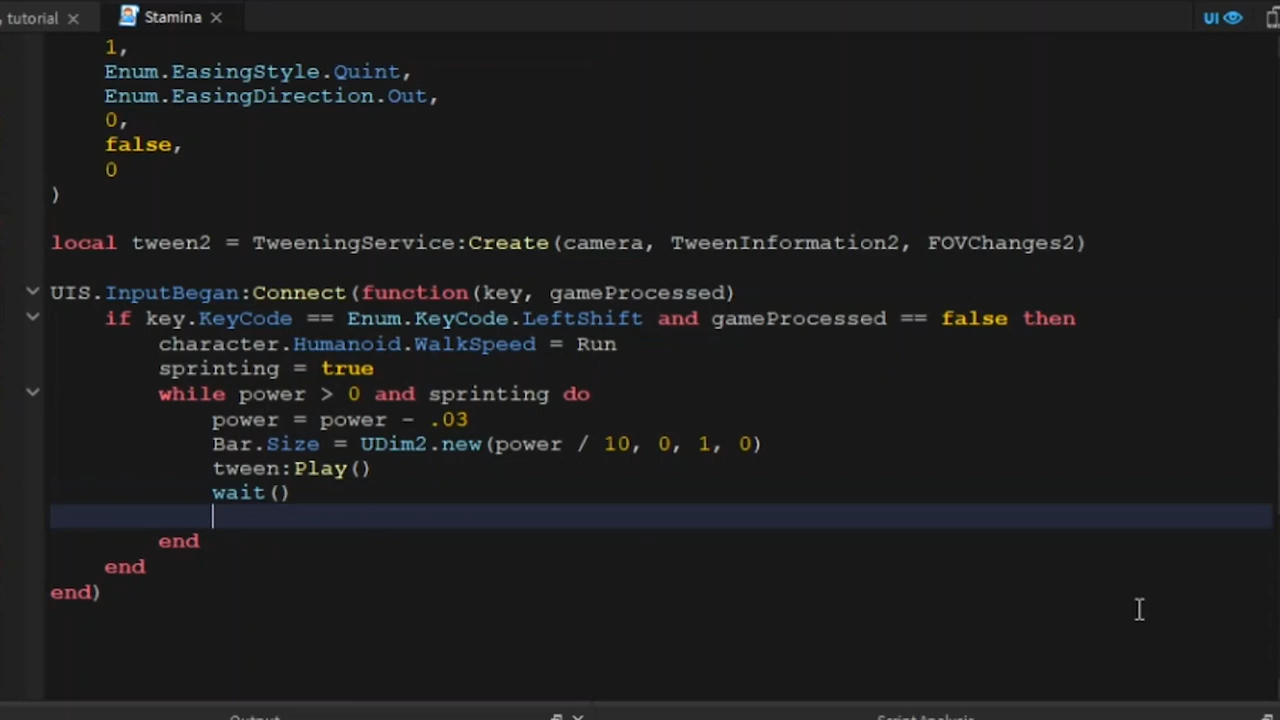 tutorial
Stamina
UI
1,
Enum.EasingStyle.Quint,
Enum.EasingDirection.Out,
0,
false,
0
)
local tween2 = TweeningService:Create(camera, TweenInformation2, FOVChanges2)
UIS.InputBegan:Connect(function(key, gameProcessed)
if key.KeyCode == Enum.KeyCode.LeftShift and gameProcessed == false then
character.Humanoid.WalkSpeed = Run
sprinting = true
while power > 0 and sprinting do
power = power - .03
Bar.Size = UDim2.new(power / 10, 0, 1, 0)
tween:Play()
wait()
end
end
end)
Output
Script Analysis